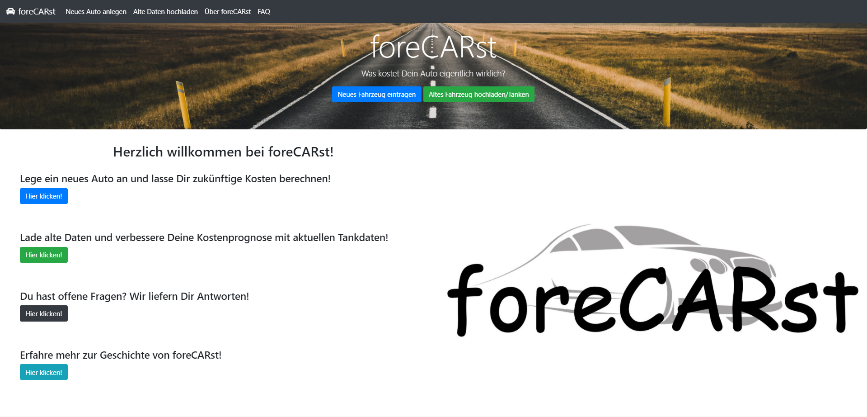 foreCARst Neues Auto anlegen Alte Daten hochladen Über foreCARst FAQ
foreCARst
Was kostet Dein Auto eigentlich wirklich?
Neues Fahrzeug eintragen Altes Fahrzeug hochladen/tanken
Herzlich willkommen bei foreCARst!
Lege ein neues Auto an und lasse Dir zukünftige Kosten berechnen!
Hier klicken!
Lade alte Daten und verbessere Deine Kostenprognose mit aktuellen Tankdaten!
Hier klicken!
Du hast offene Fragen? Wir liefern Dir Antworten!
Hier klicken!
Erfahre mehr zur Geschichte von foreCARst!
Hier klicken!
foreCARst